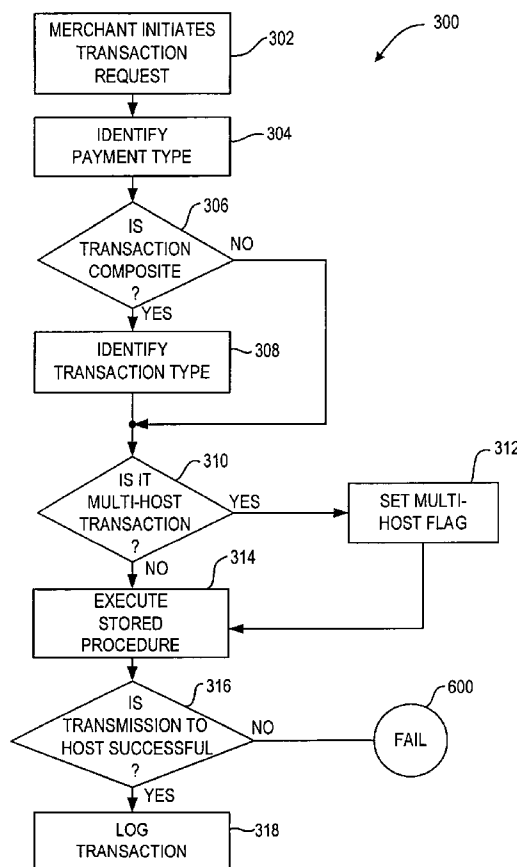 MERCHANT INITIATES
TRANSACTION
REQUEST
302
300
IDENTIFY
PAYMENT TYPE
304
306
IS
TRANSACTION
COMPOSITE
?
NO
YES
IDENTIFY
TRANSACTION TYPE
308
310
IS IT
MULTI-HOST
TRANSACTION
?
YES
NO
312
SET MULTI-
HOST FLAG
314
EXECUTE
STORED
PROCEDURE
316
IS
TRANSMISSION TO
HOST SUCCESSFUL
?
NO
YES
600
FAIL
LOG
TRANSACTION
318